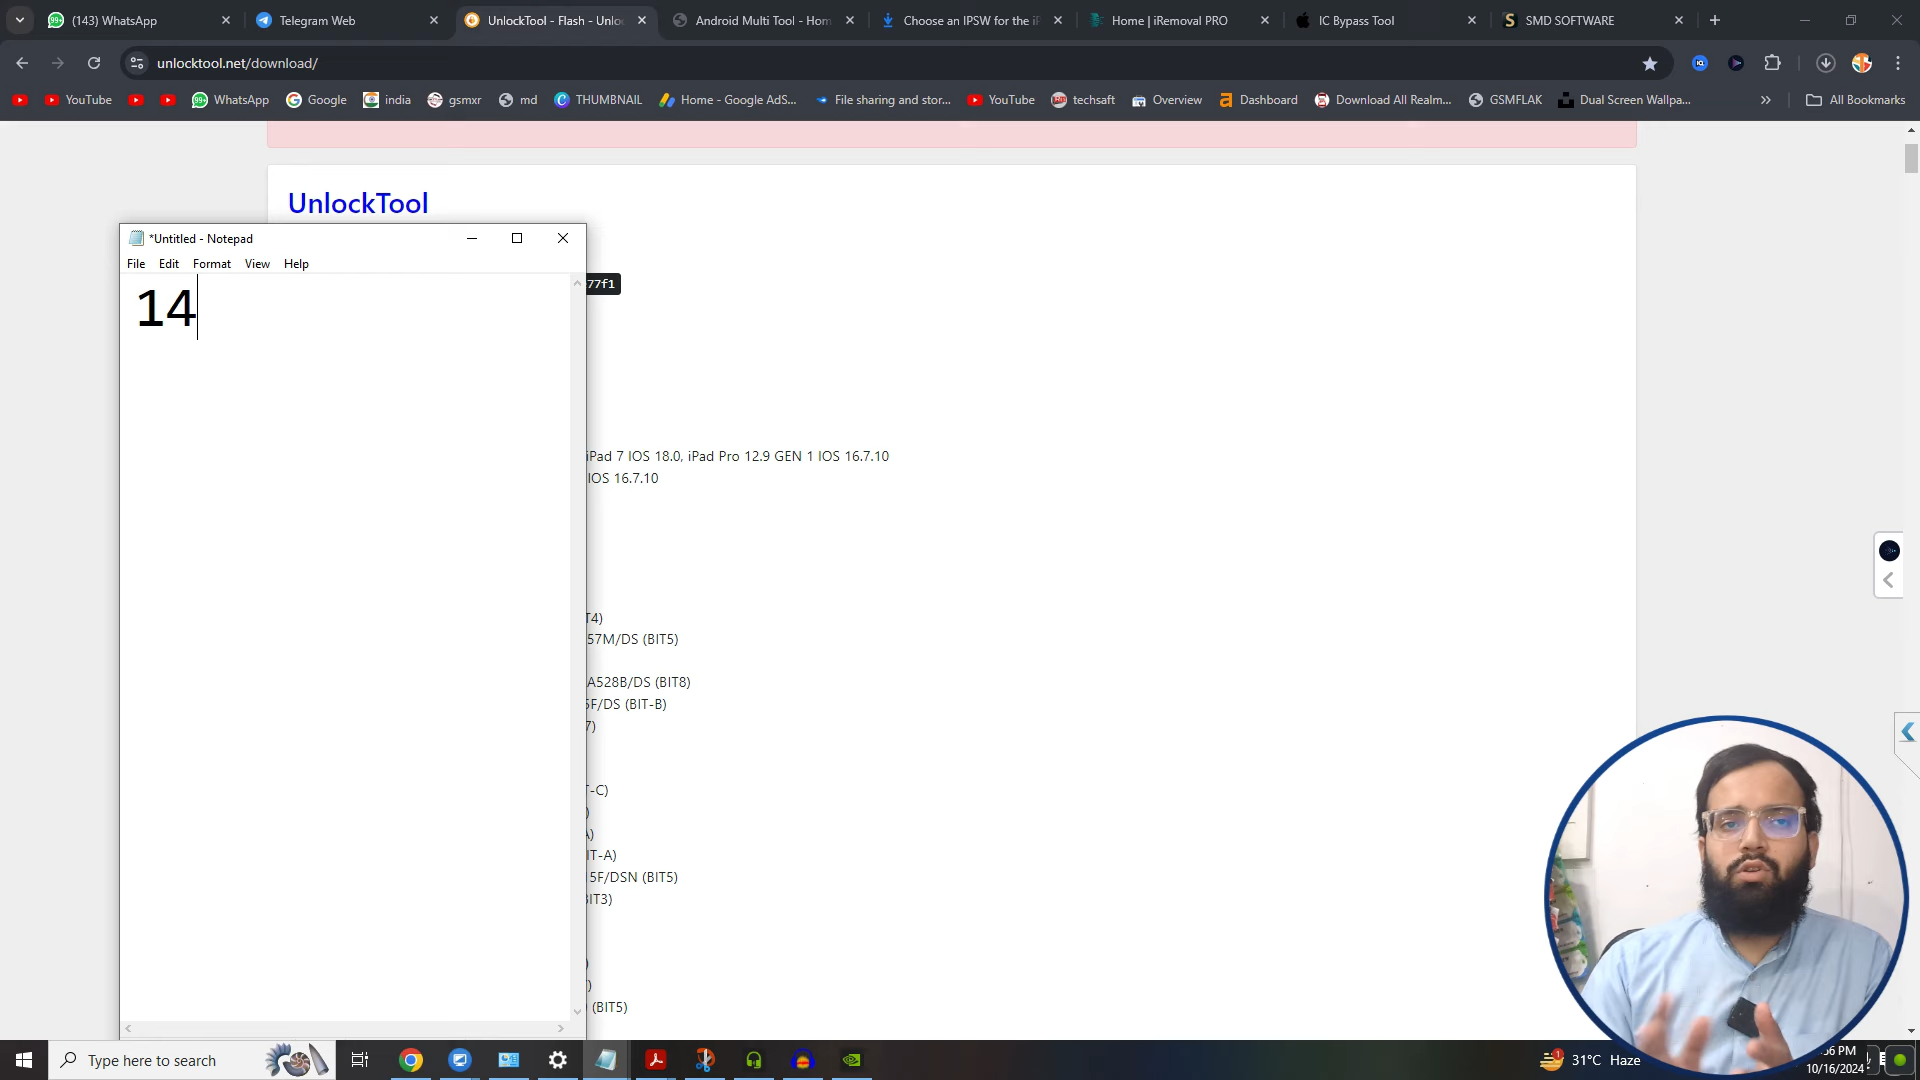 (143) WhatsApp
Telegram Web
UnlockTool - Flash - Unlo
Android Multi Tool - Hom
Choose an IPSW for the iP
Home | iRemoval PRO
IC Bypass Tool
SMD SOFTWARE
unlocktool.net/download/
YouTube
WhatsApp
Google
india
gsmxr
md
THUMBNAIL
Home - Google AdS...
File sharing and stor...
YouTube
techsaft
Overview
Dashboard
Download All Realm...
GSMFLAK
Dual Screen Wallpa...
All Bookmarks
UnlockTool
*Untitled - Notepad
File Edit Format View Help
77f1
14
iPad 7 IOS 18.0, iPad Pro 12.9 GEN 1 IOS 16.7.10
IOS 16.7.10
T4)
57M/DS (BIT5)
A528B/DS (BIT8)
5F/DS (BIT-B)
7)
T-C)
)
A)
IT-A)
15F/DSN (BIT5)
BIT3)
)
)
(BIT5)
Type here to search
31°C Haze
:56 PM
10/16/2024